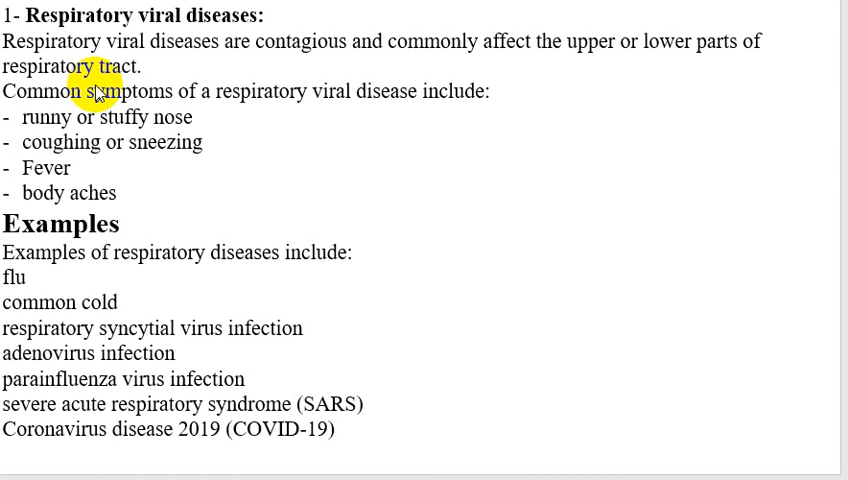 1- Respiratory viral diseases:
Respiratory viral diseases are contagious and commonly affect the upper or lower parts of
respiratory tract.
Common symptoms of a respiratory viral disease include:
- runny or stuffy nose
- coughing or sneezing
- Fever
- body aches
Examples
Examples of respiratory diseases include:
flu
common cold
respiratory syncytial virus infection
adenovirus infection
parainfluenza virus infection
severe acute respiratory syndrome (SARS)
Coronavirus disease 2019 (COVID-19)